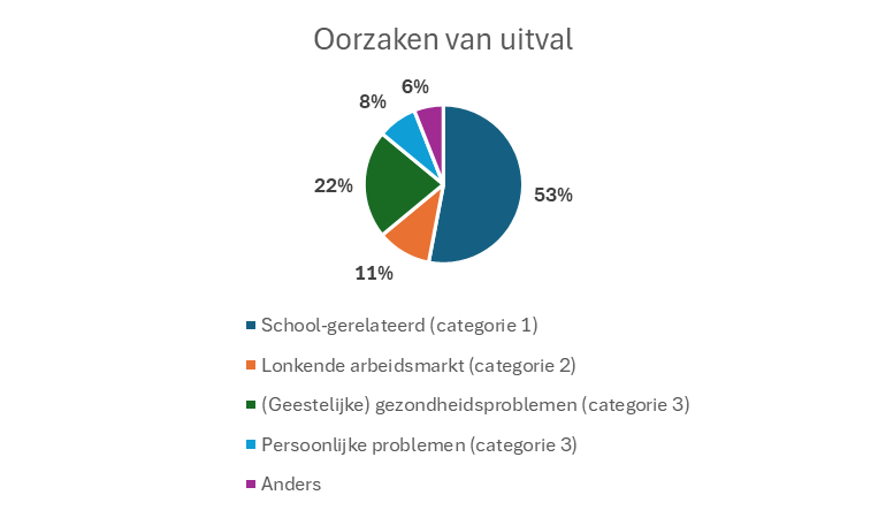 Oorzaken van uitval
6%
8%
22%
53%
11%
School-gerelateerd (categorie 1)
Lonkende arbeidsmarkt (categorie 2)
(Geestelijke) gezondheidsproblemen (categorie 3)
Persoonlijke problemen (categorie 3)
Anders